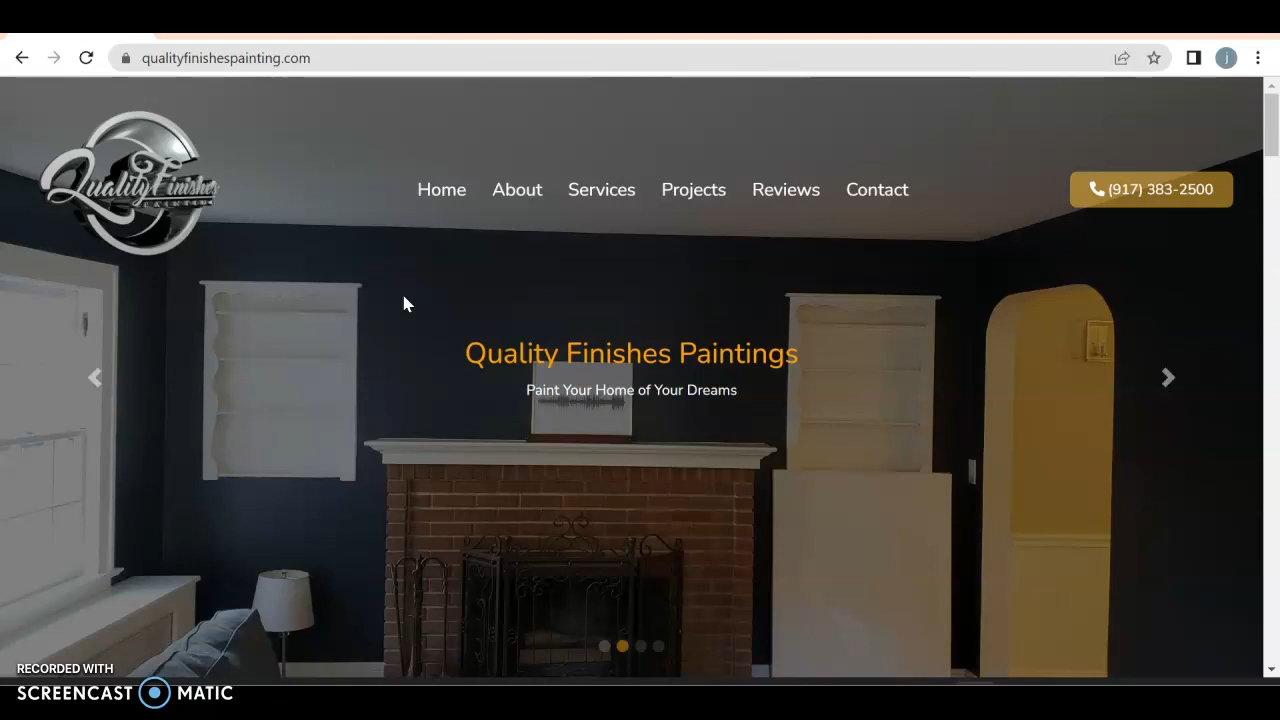 qualityfinishespainting.com
j
Quality Finishes
PAINTING
Home About Services Projects Reviews Contact
(917) 383-2500
Quality Finishes Paintings
Paint Your Home of Your Dreams
RECORDED WITH
SCREENCAST MATIC